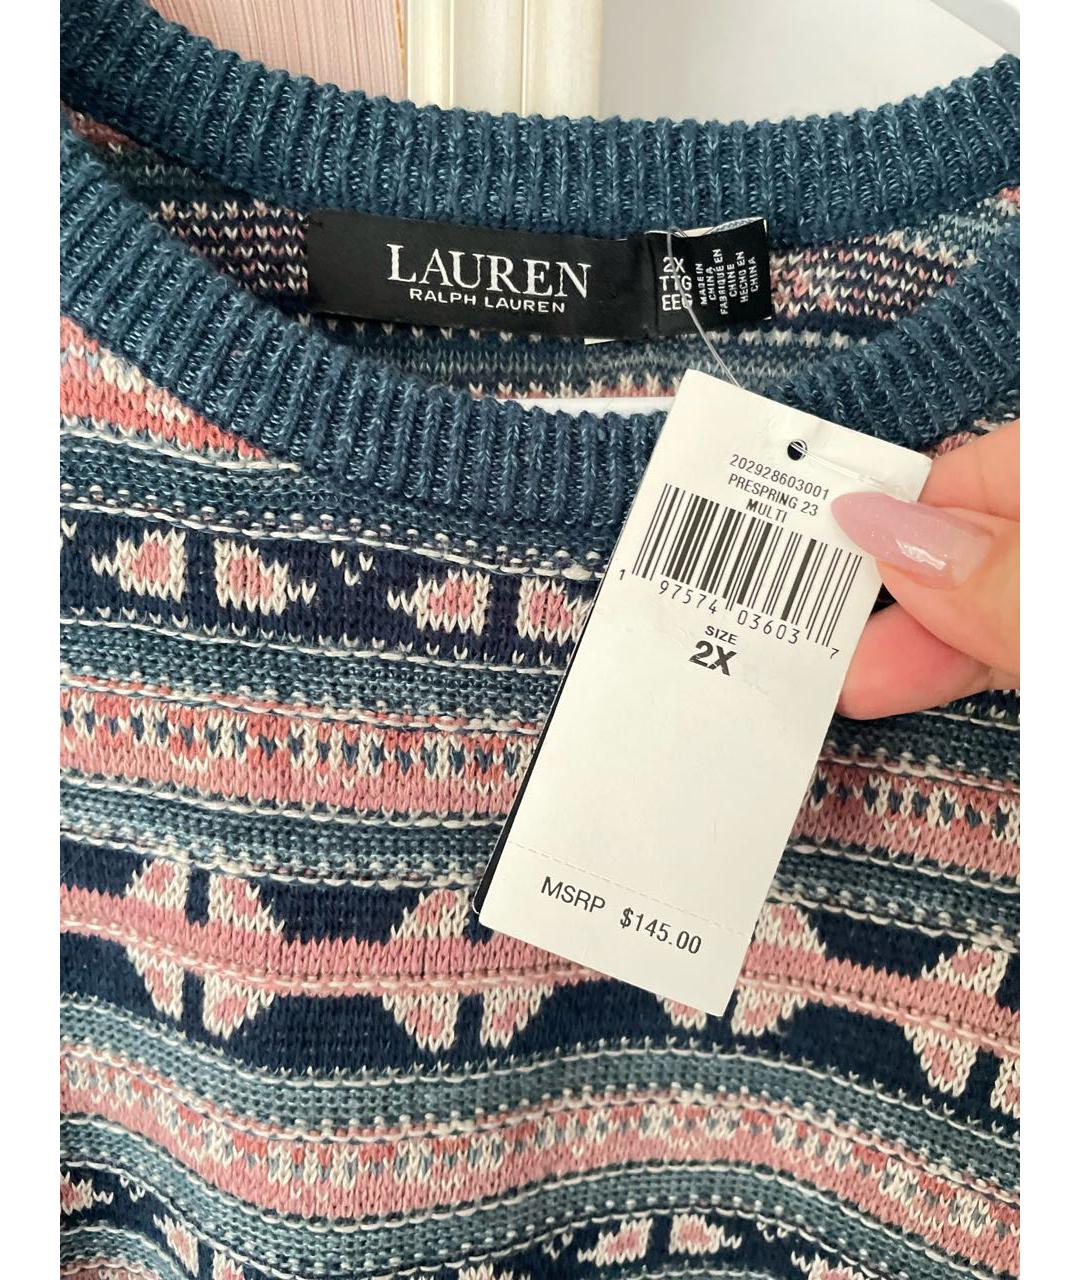 LAUREN
RALPH LAUREN
2X
TTG
EEG
MADE IN
CHINA
FABRIQUÉ EN
CHINE
HECHO EN
CHINA
202928603001
PRESPRING 23
MULTI
1 97574 03603 7
SIZE
2X
MSRP $145.00